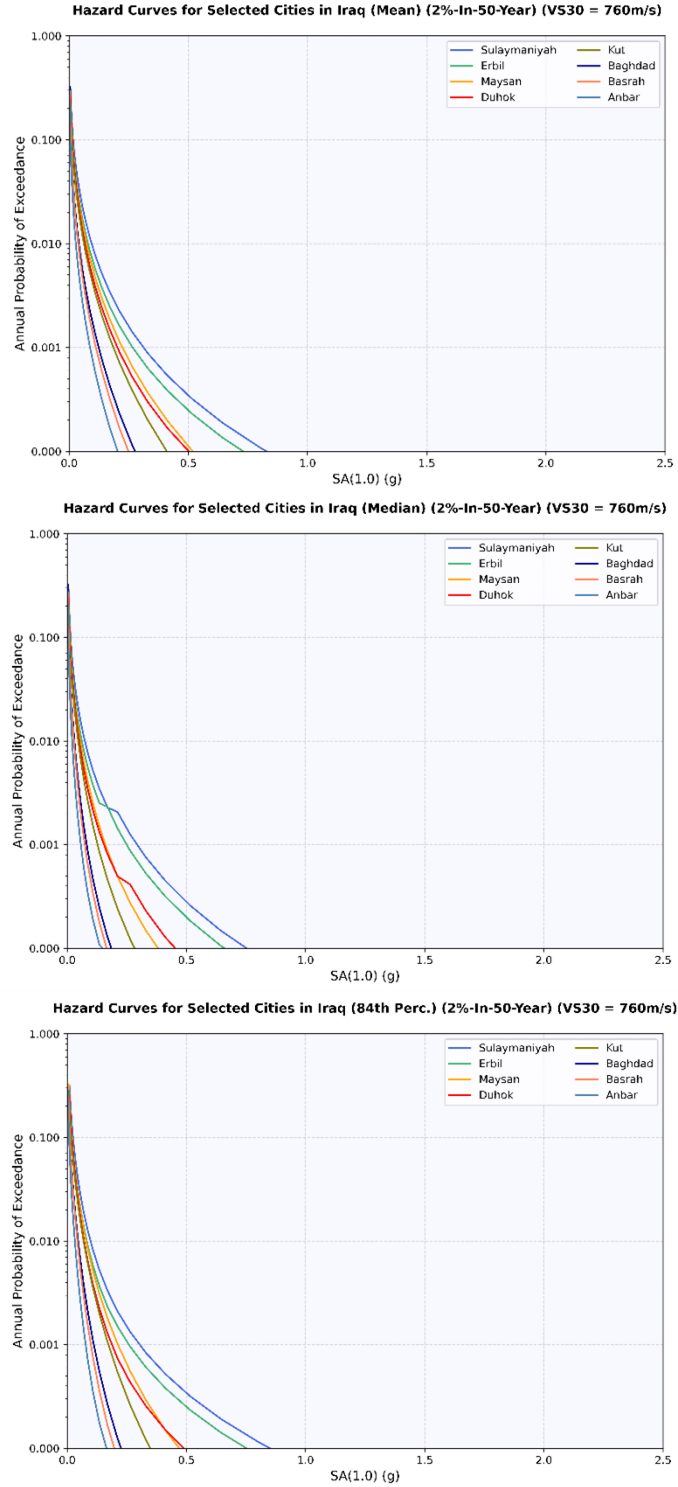 Hazard Curves for Selected Cities in Iraq (Mean) (2%-In-50-Year) (VS30 = 760m/s)
1.000
0.100
0.010
0.001
0.000
Annual Probability of Exceedance
Sulaymaniyah
Erbil
Maysan
Duhok
Kut
Baghdad
Basrah
Anbar
0.0 0.5 1.0 1.5 2.0 2.5
SA(1.0) {g}
Hazard Curves for Selected Cities in Iraq (Median) (2%-In-50-Year) (VS30 = 760m/s)
1.000
0.100
0.010
0.001
0.000
Annual Probability of Exceedance
Sulaymaniyah
Erbil
Maysan
Duhok
Kut
Baghdad
Basrah
Anbar
0.0 0.5 1.0 1.5 2.0 2.5
SA(1.0) {g}
Hazard Curves for Selected Cities in Iraq (84th Perc.) (2%-In-50-Year) (VS30 = 760m/s)
1.000
0.100
0.010
0.001
0.000
Annual Probability of Exceedance
Sulaymaniyah
Erbil
Maysan
Duhok
Kut
Baghdad
Basrah
Anbar
0.0 0.5 1.0 1.5 2.0 2.5
SA(1.0) {g}